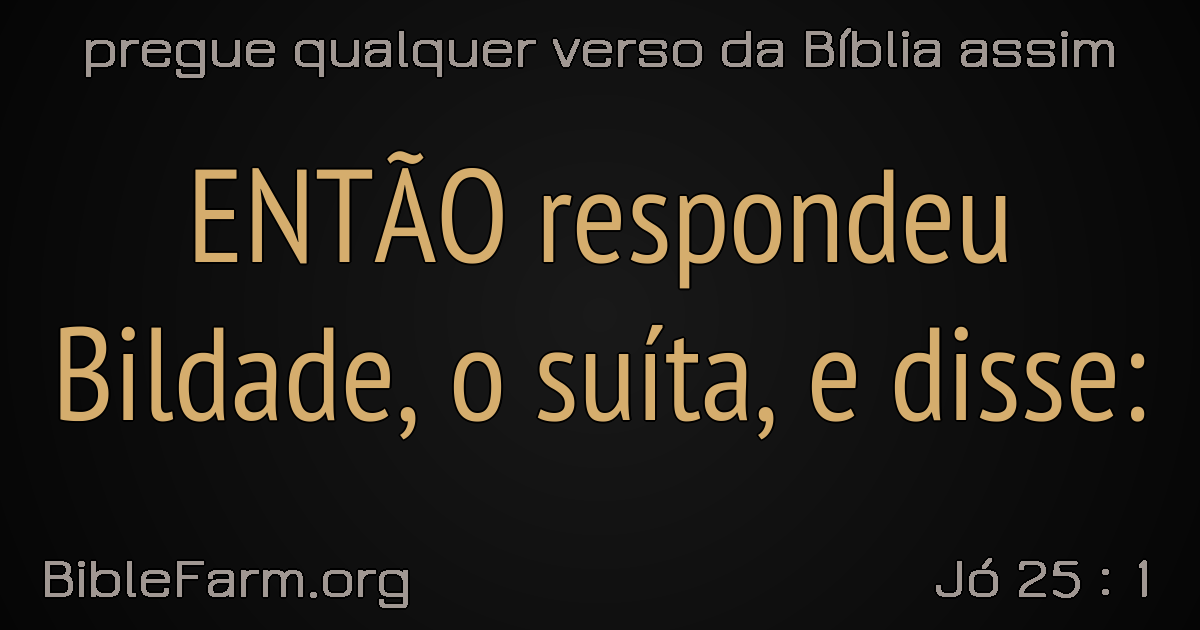 pregue qualquer verso da Bíblia assim
ENTÃO respondeu
Bildade, o suíta, e disse:
BibleFarm.org
Jó 25 : 1